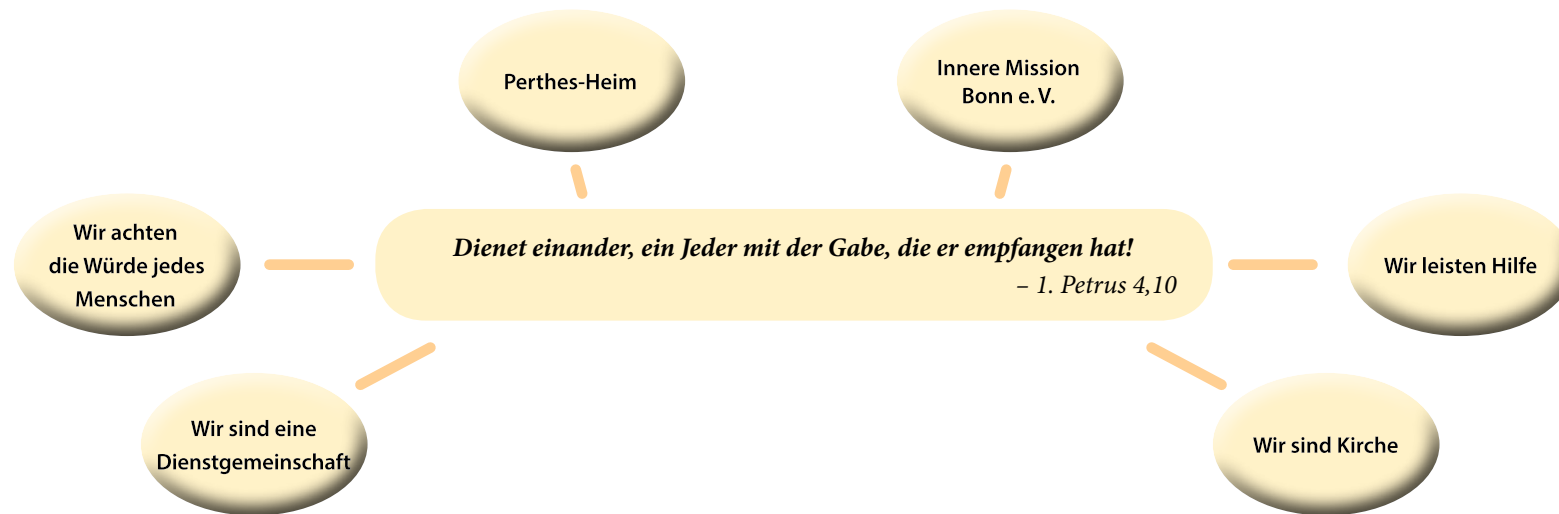 Perthes-Heim
Innere Mission
Bonn e. V.
Wir achten
die Würde jedes
Menschen
Dienet einander, ein Jeder mit der Gabe, die er empfangen hat!
– 1. Petrus 4,10
Wir leisten Hilfe
Wir sind eine
Dienstgemeinschaft
Wir sind Kirche